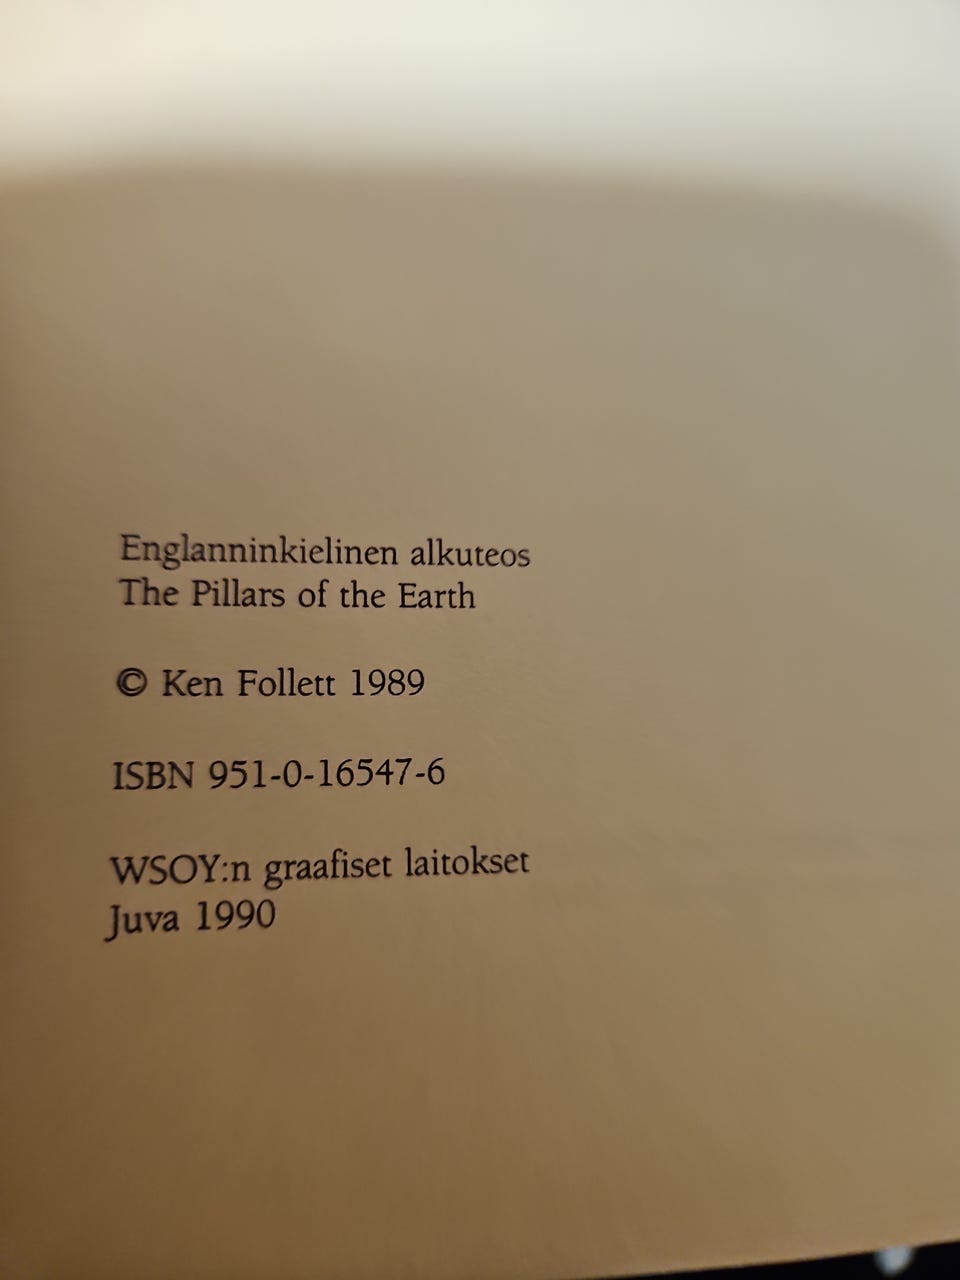 Englanninkielinen alkuteos
The Pillars of the Earth
© Ken Follett 1989
ISBN 951-0-16547-6
WSOY:n graafiset laitokset
Juva 1990